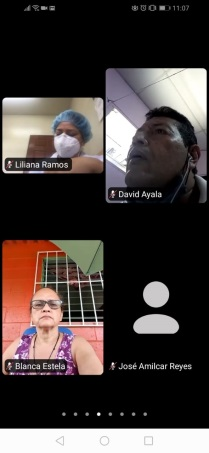 11:07
Liliana Ramos
David Ayala
Blanca Estela
José Amilcar Reyes